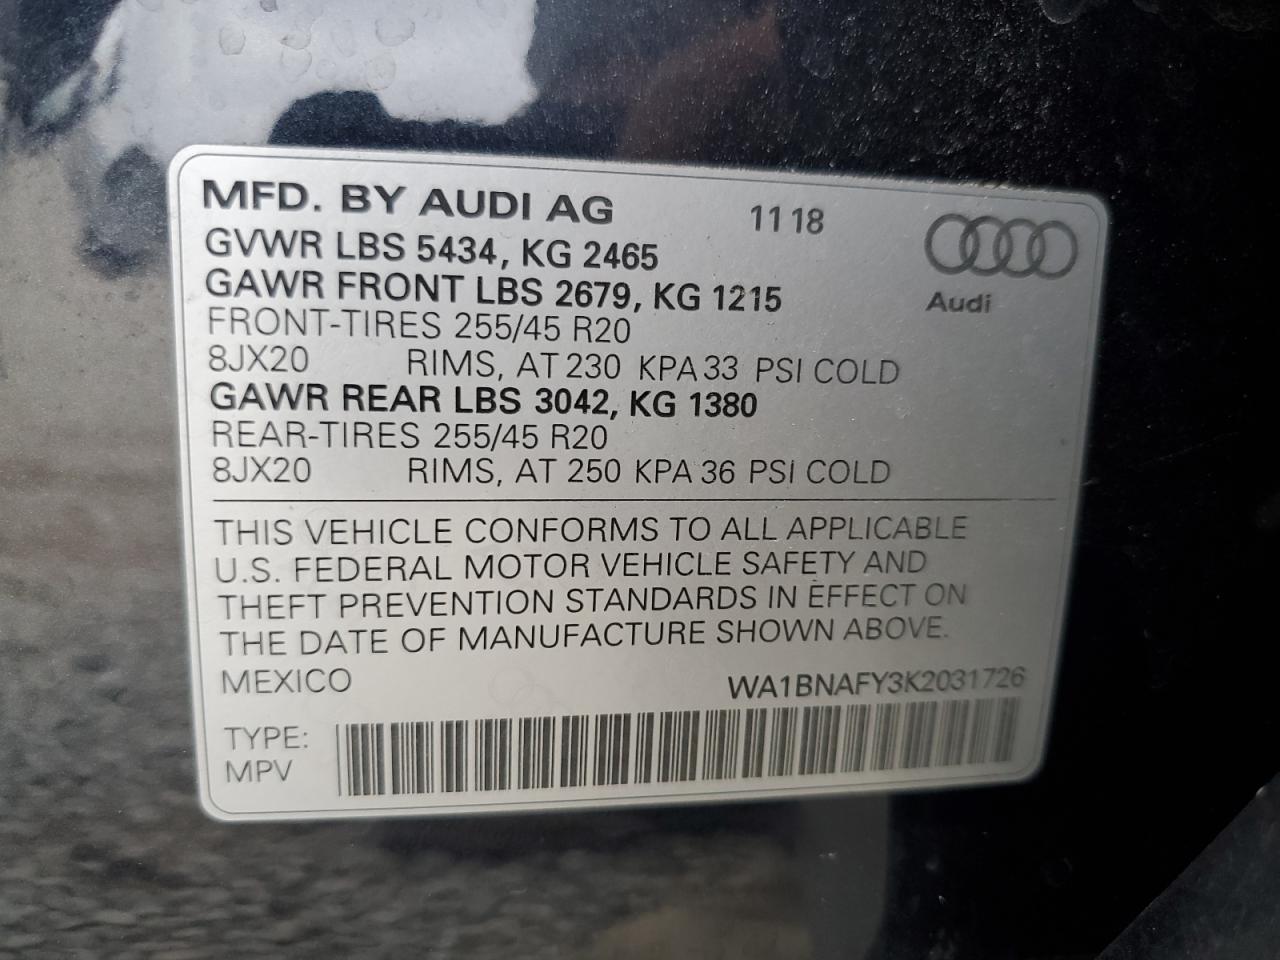 MFD. BY AUDI AG 11 18
GVWR LBS 5434, KG 2465
GAWR FRONT LBS 2679, KG 1215
Audi
FRONT-TIRES 255/45 R20
8JX20 RIMS, AT 230 KPA 33 PSI COLD
GAWR REAR LBS 3042, KG 1380
REAR-TIRES 255/45 R20
8JX20 RIMS, AT 250 KPA 36 PSI COLD
THIS VEHICLE CONFORMS TO ALL APPLICABLE
U.S. FEDERAL MOTOR VEHICLE SAFETY AND
THEFT PREVENTION STANDARDS IN EFFECT ON
THE DATE OF MANUFACTURE SHOWN ABOVE.
MEXICO WA1BNAFY3K2031726
TYPE:
MPV